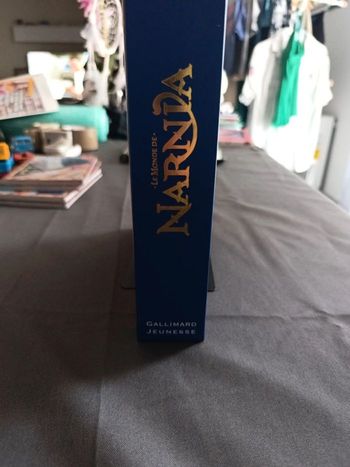 ·LE MONDE DE·
NARNIA
GALLIMARD
JEUNESSE